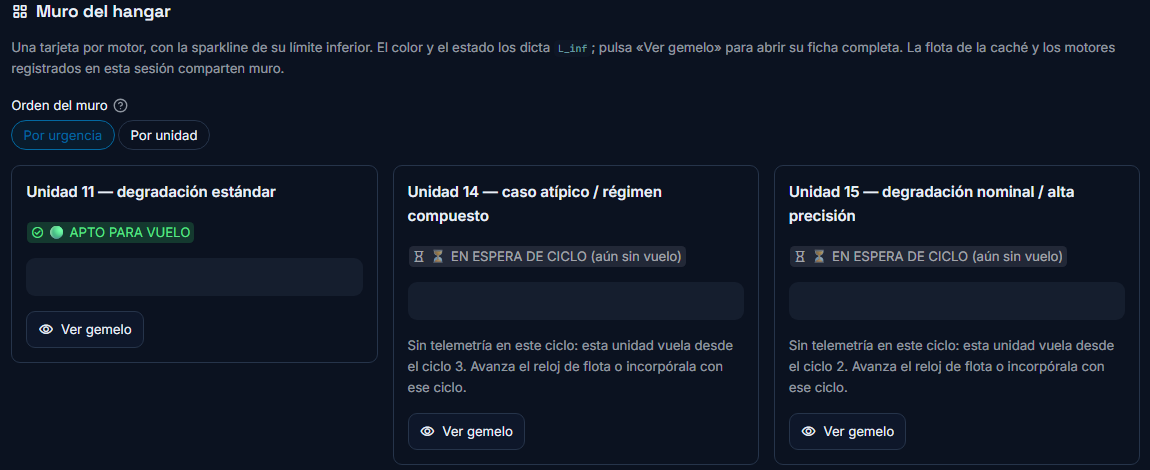 Muro del hangar
Una tarjeta por motor, con la sparkline de su límite inferior. El color y el estado los dicta L_inf ; pulsa «Ver gemelo» para abrir su ficha completa. La flota de la caché y los motores
registrados en esta sesión comparten muro.
Orden del muro ?
Por urgencia Por unidad
Unidad 11 — degradación estándar
APTO PARA VUELO
Ver gemelo
Unidad 14 — caso atípico / régimen
compuesto
EN ESPERA DE CICLO (aún sin vuelo)
Sin telemetría en este ciclo: esta unidad vuela desde
el ciclo 3. Avanza el reloj de flota o incorpórala con
ese ciclo.
Ver gemelo
Unidad 15 — degradación nominal / alta
precisión
EN ESPERA DE CICLO (aún sin vuelo)
Sin telemetría en este ciclo: esta unidad vuela desde
el ciclo 2. Avanza el reloj de flota o incorpórala con
ese ciclo.
Ver gemelo